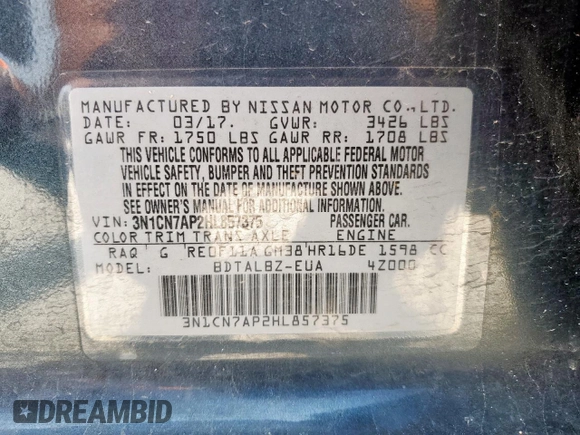 MANUFACTURED BY NISSAN MOTOR CO.,LTD.
DATE: 03/17. GVWR: 3426 LBS
GAWR FR: 1750 LBS GAWR RR: 1708 LBS
THIS VEHICLE CONFORMS TO ALL APPLICABLE FEDERAL MOTOR
VEHICLE SAFETY, BUMPER AND THEFT PREVENTION STANDARDS
IN EFFECT ON THE DATE OF MANUFACTURE SHOWN ABOVE.
SEE OWNER'S MANUAL FOR ADDITIONAL INFORMATION.
VIN: 3N1CN7AP2HL857375 PASSENGER CAR.
COLOR TRIM TRANS AXLE ENGINE
RAQ G RE0F11A GH38 HR16DE 1598 CC
MODEL: BDTALBZ-EUA 4Z000
3N1CN7AP2HL857375
DREAMBID